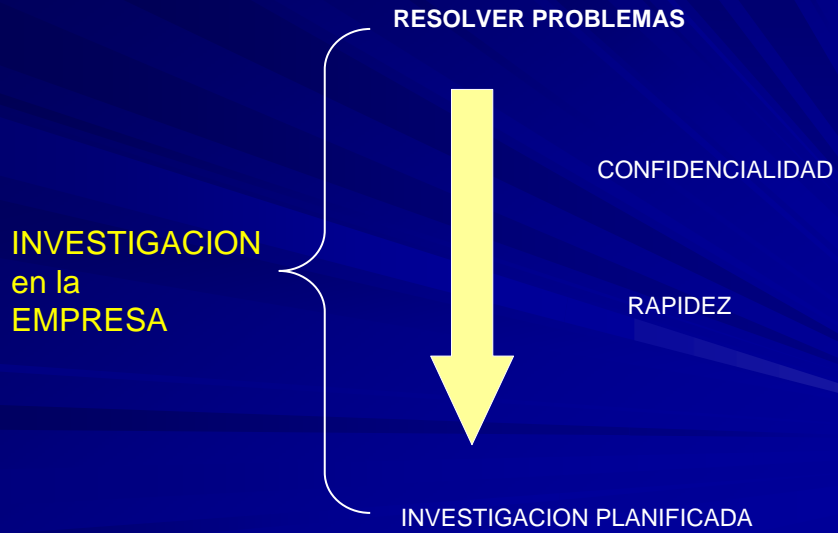 RESOLVER PROBLEMAS
CONFIDENCIALIDAD
INVESTIGACION
en la
EMPRESA
RAPIDEZ
INVESTIGACION PLANIFICADA